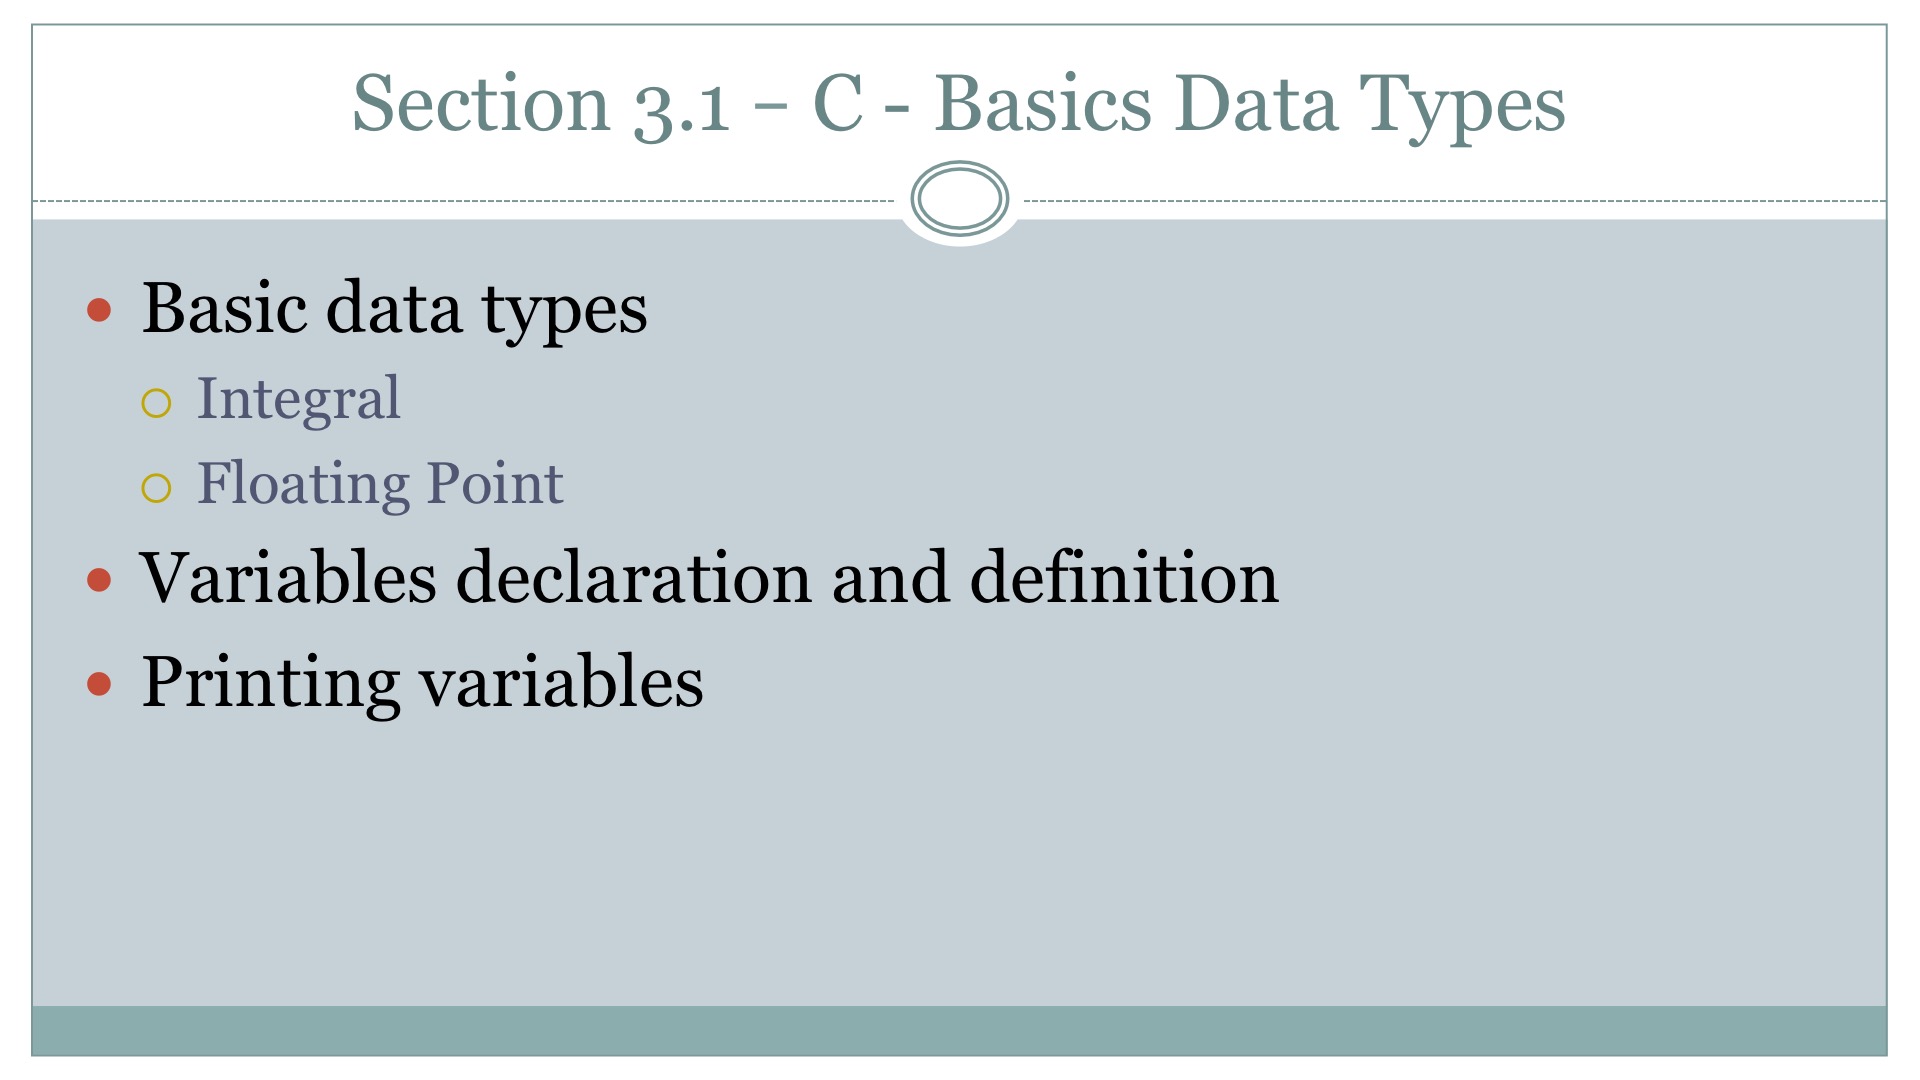 Section 3.1 – C - Basics Data Types
Basic data types
Integral
Floating Point
Variables declaration and definition
Printing variables